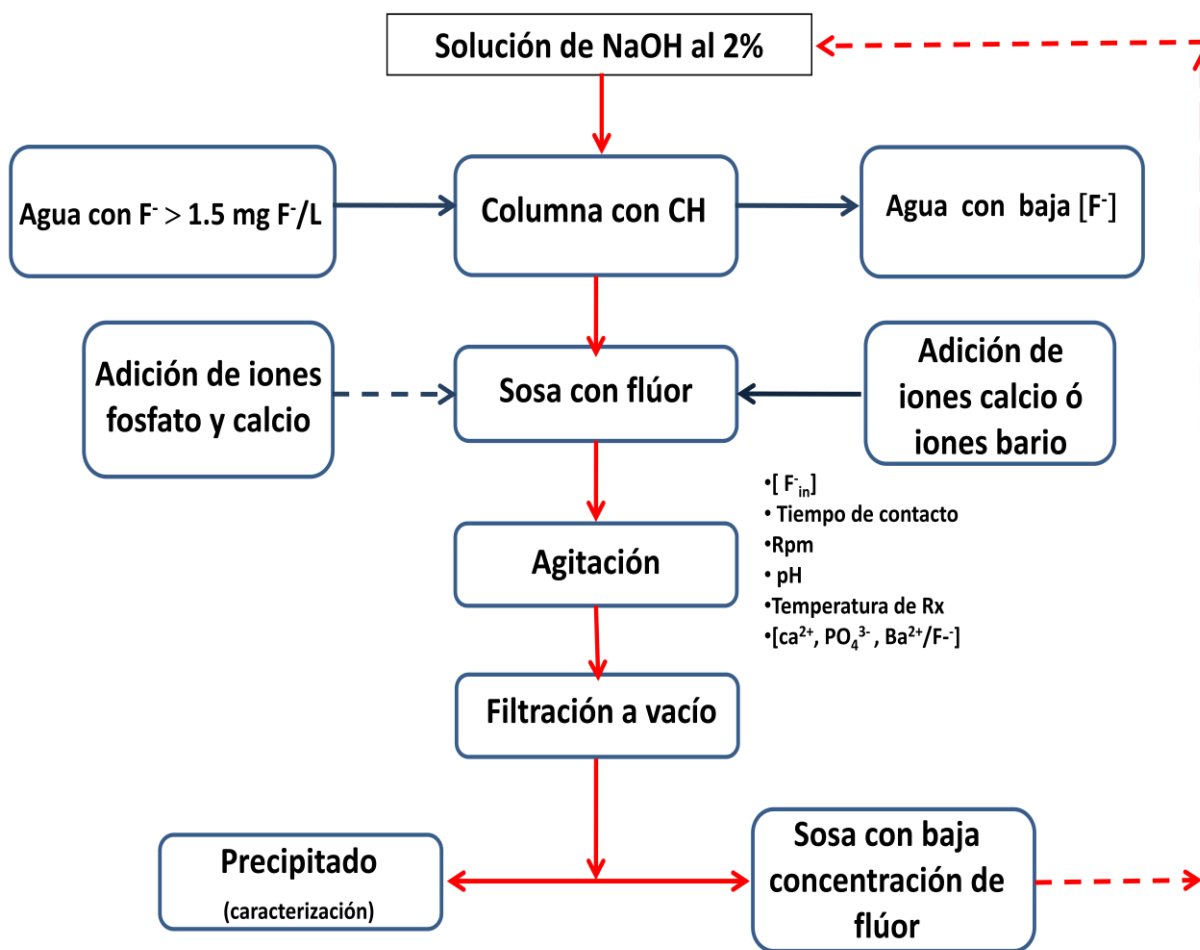 Solución de NaOH al 2%
Agua con F⁻ > 1.5 mg F⁻/L
Columna con CH
Agua con baja [F⁻]
Adición de iones
fosfato y calcio
Sosa con flúor
Adición de
iones calcio ó
iones bario
•[ F⁻in]
• Tiempo de contacto
•Rpm
• pH
•Temperatura de Rx
•[ca²⁺, PO₄³⁻ , Ba²⁺/F-⁻]
Agitación
Filtración a vacío
Precipitado
(caracterización)
Sosa con baja
concentración de
flúor